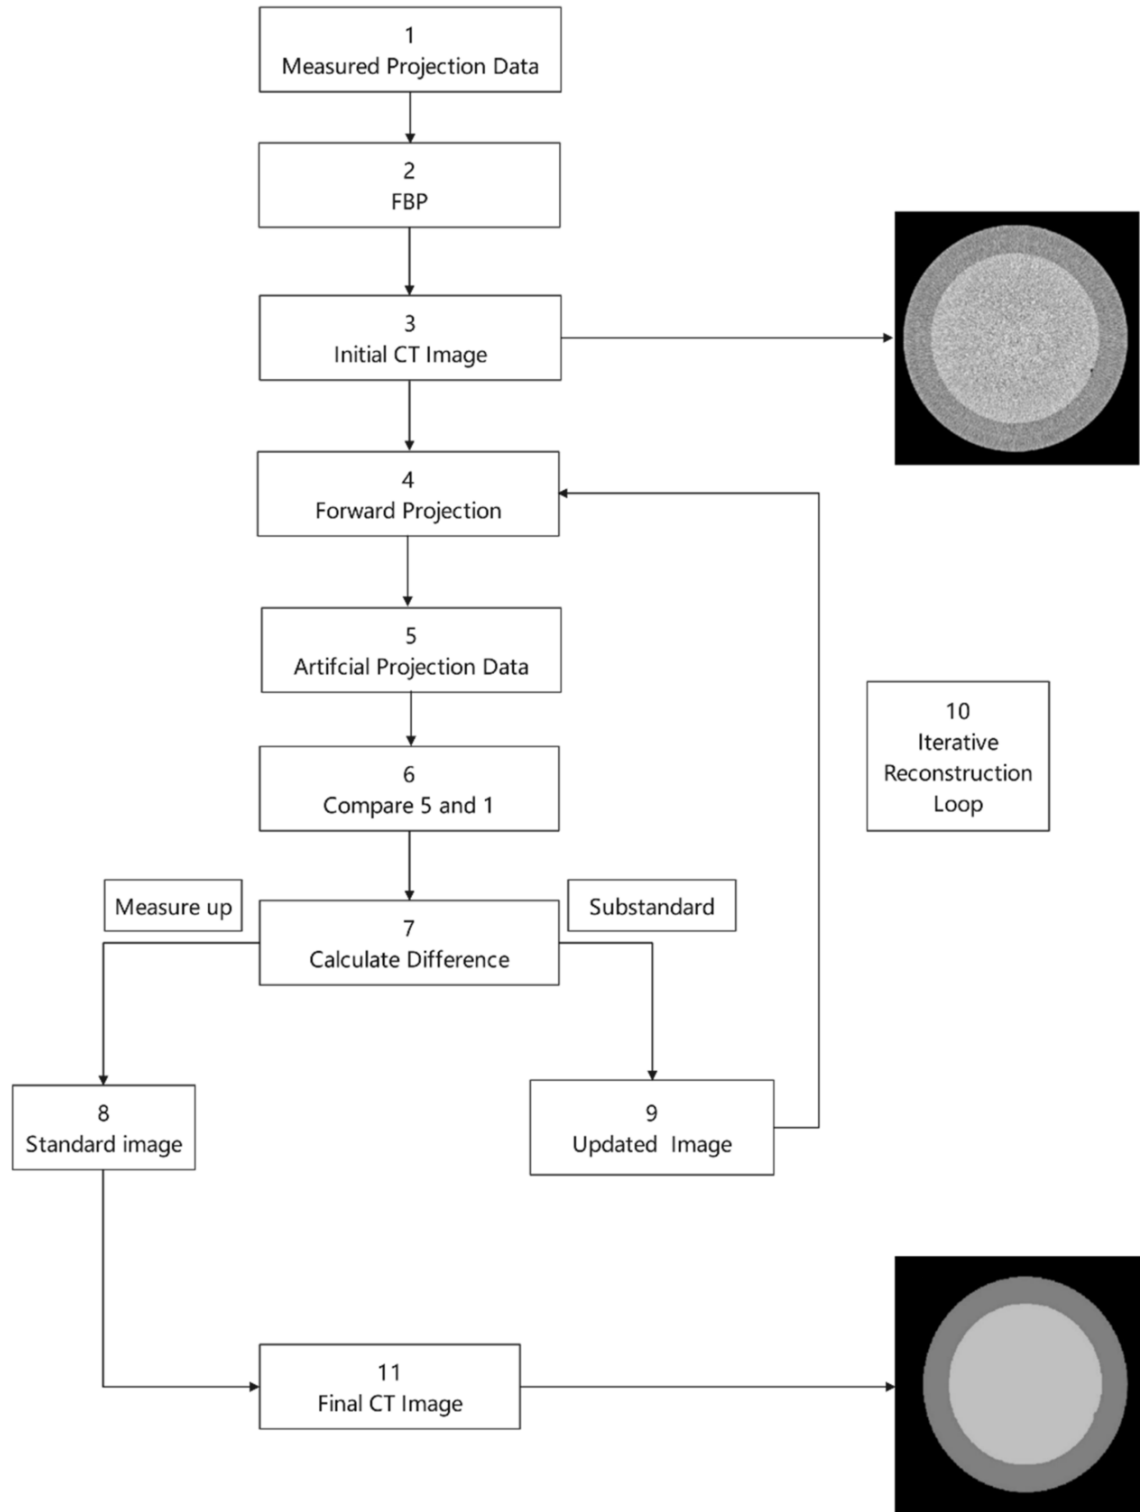 1
Measured Projection Data
2
FBP
3
Initial CT Image
4
Forward Projection
5
Artifcial Projection Data
6
Compare 5 and 1
Measure up
Substandard
7
Calculate Difference
8
Standard image
9
Updated Image
10
Iterative
Reconstruction
Loop
11
Final CT Image